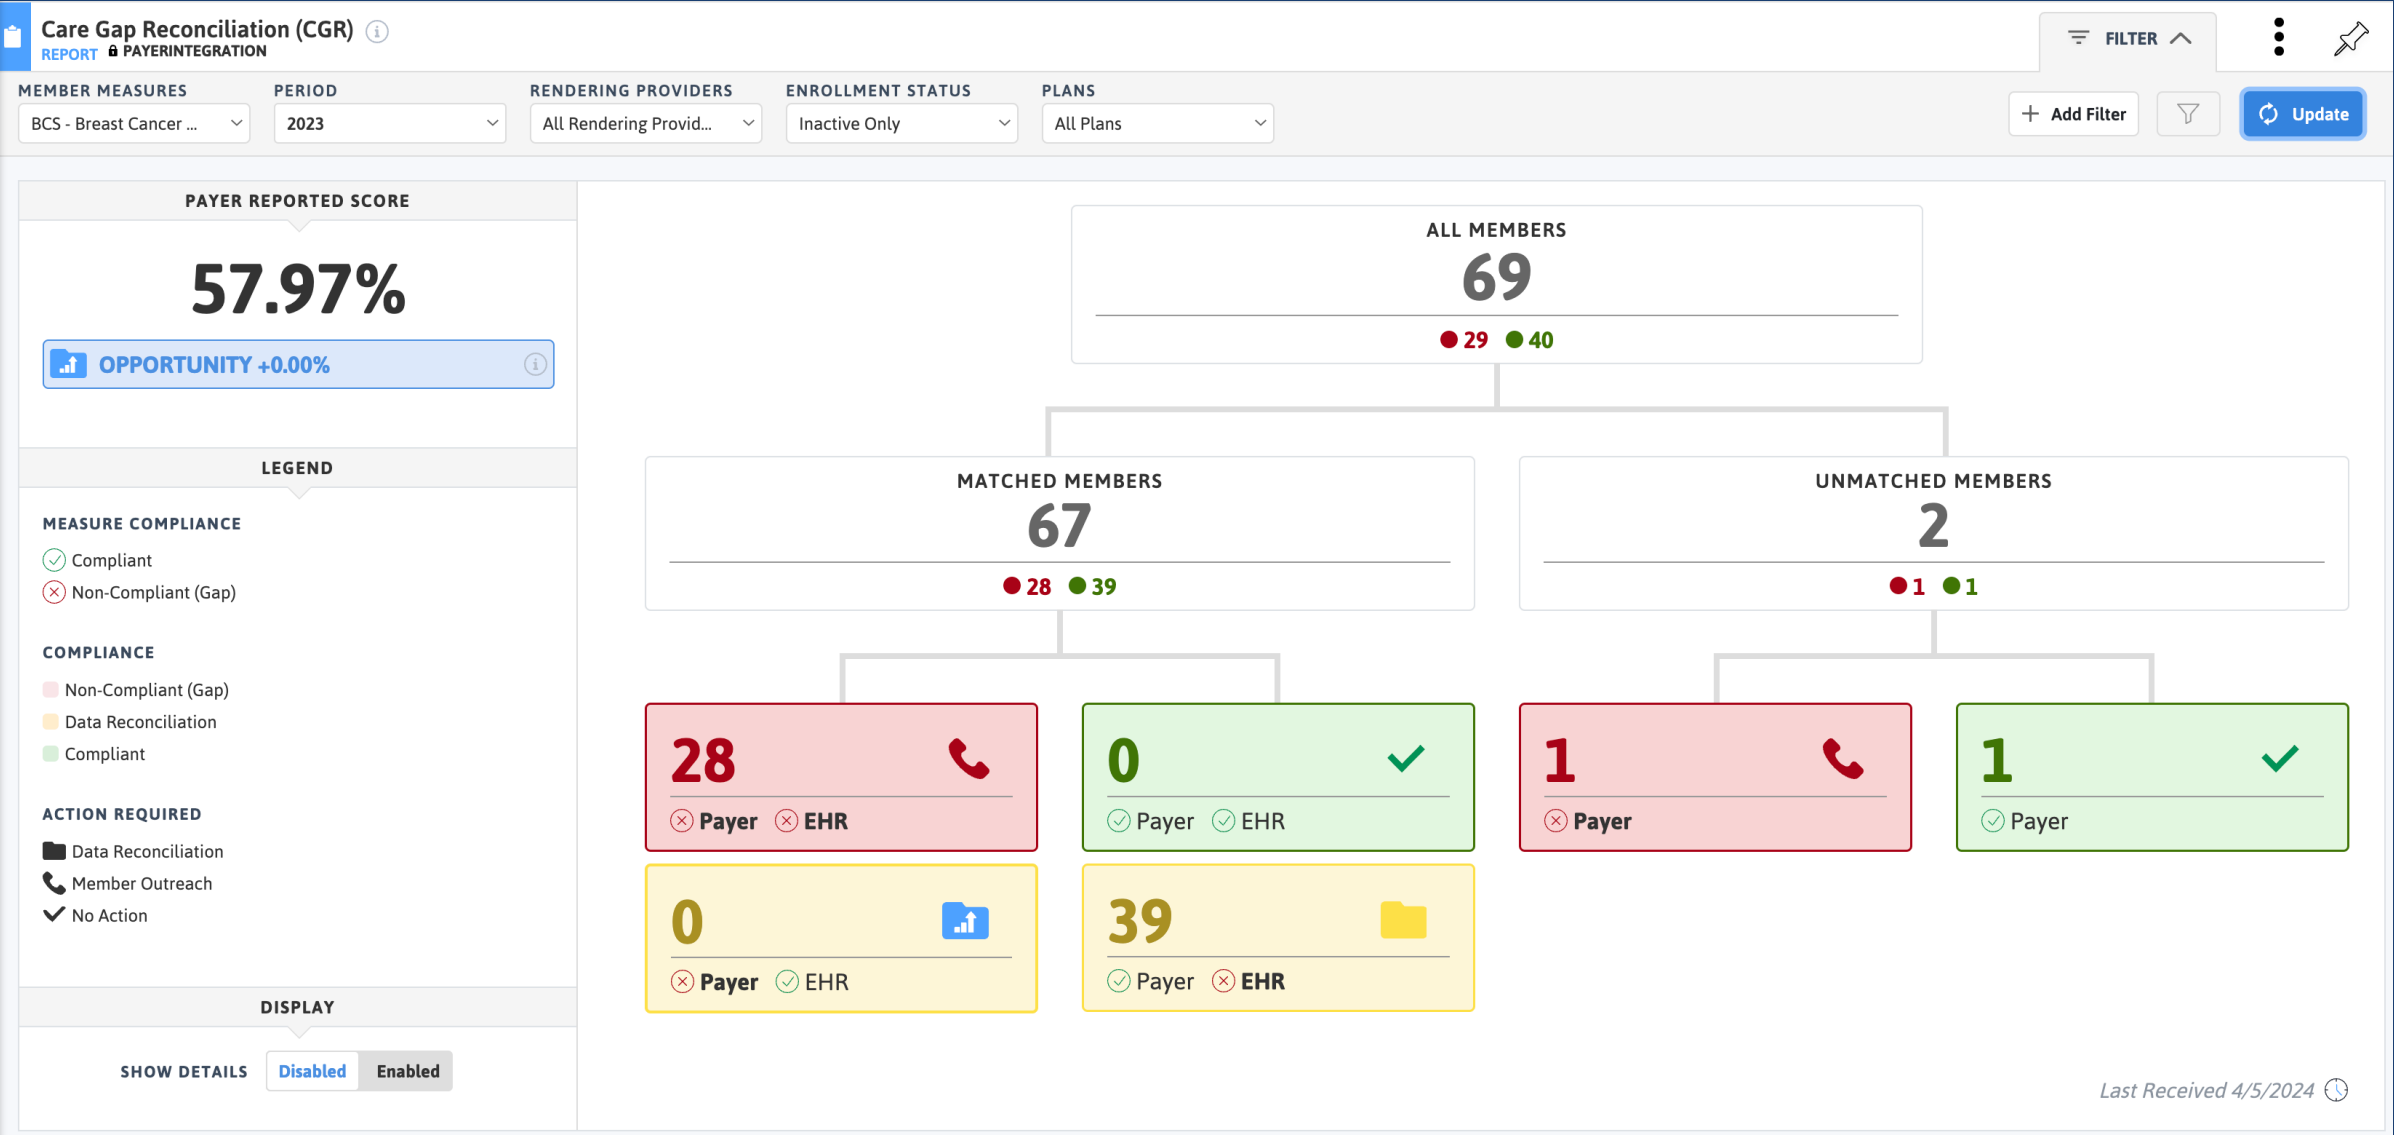 Care Gap Reconciliation (CGR)
REPORT PAYERINTEGRATION
FILTER
MEMBER MEASURES
BCS - Breast Cancer ...
PERIOD
2023
RENDERING PROVIDERS
All Rendering Provid...
ENROLLMENT STATUS
Inactive Only
PLANS
All Plans
Add Filter
Update
PAYER REPORTED SCORE
57.97%
OPPORTUNITY +0.00%
LEGEND
MEASURE COMPLIANCE
Compliant
Non-Compliant (Gap)
COMPLIANCE
Non-Compliant (Gap)
Data Reconciliation
Compliant
ACTION REQUIRED
Data Reconciliation
Member Outreach
No Action
DISPLAY
SHOW DETAILS Disabled Enabled
ALL MEMBERS
69
29 40
MATCHED MEMBERS
67
28 39
UNMATCHED MEMBERS
2
1 1
28
Payer EHR
0
Payer EHR
1
Payer
1
Payer
0
Payer EHR
39
Payer EHR
Last Received 4/5/2024